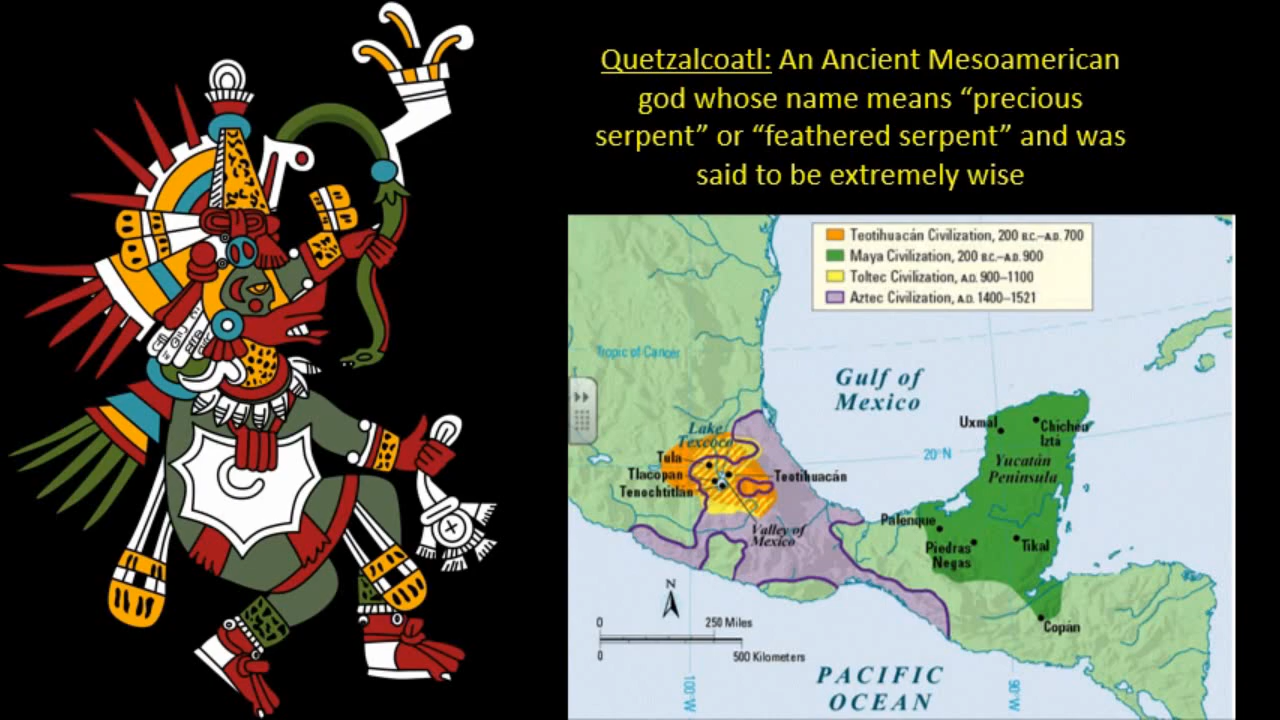 Quetzalcoatl: An Ancient Mesoamerican
god whose name means “precious
serpent” or “feathered serpent” and was
said to be extremely wise
Teotihuacán Civilization, 200 B.C.–A.D. 700
Maya Civilization, 200 B.C.–A.D. 900
Toltec Civilization, A.D. 900–1100
Aztec Civilization, A.D. 1400–1521
Tropic of Cancer
Gulf of
Mexico
Uxmal
Chichén
Itzá
Lake
Texcoco
20°N
Yucatán
Peninsula
Tula
Tlacopan
Tenochtitlán
Teotihuacán
Valley of
Mexico
Palenque
Piedras
Negas
Tikal
Copán
N
0
250 Miles
0
500 Kilometers
PACIFIC
OCEAN
100°W
90°W